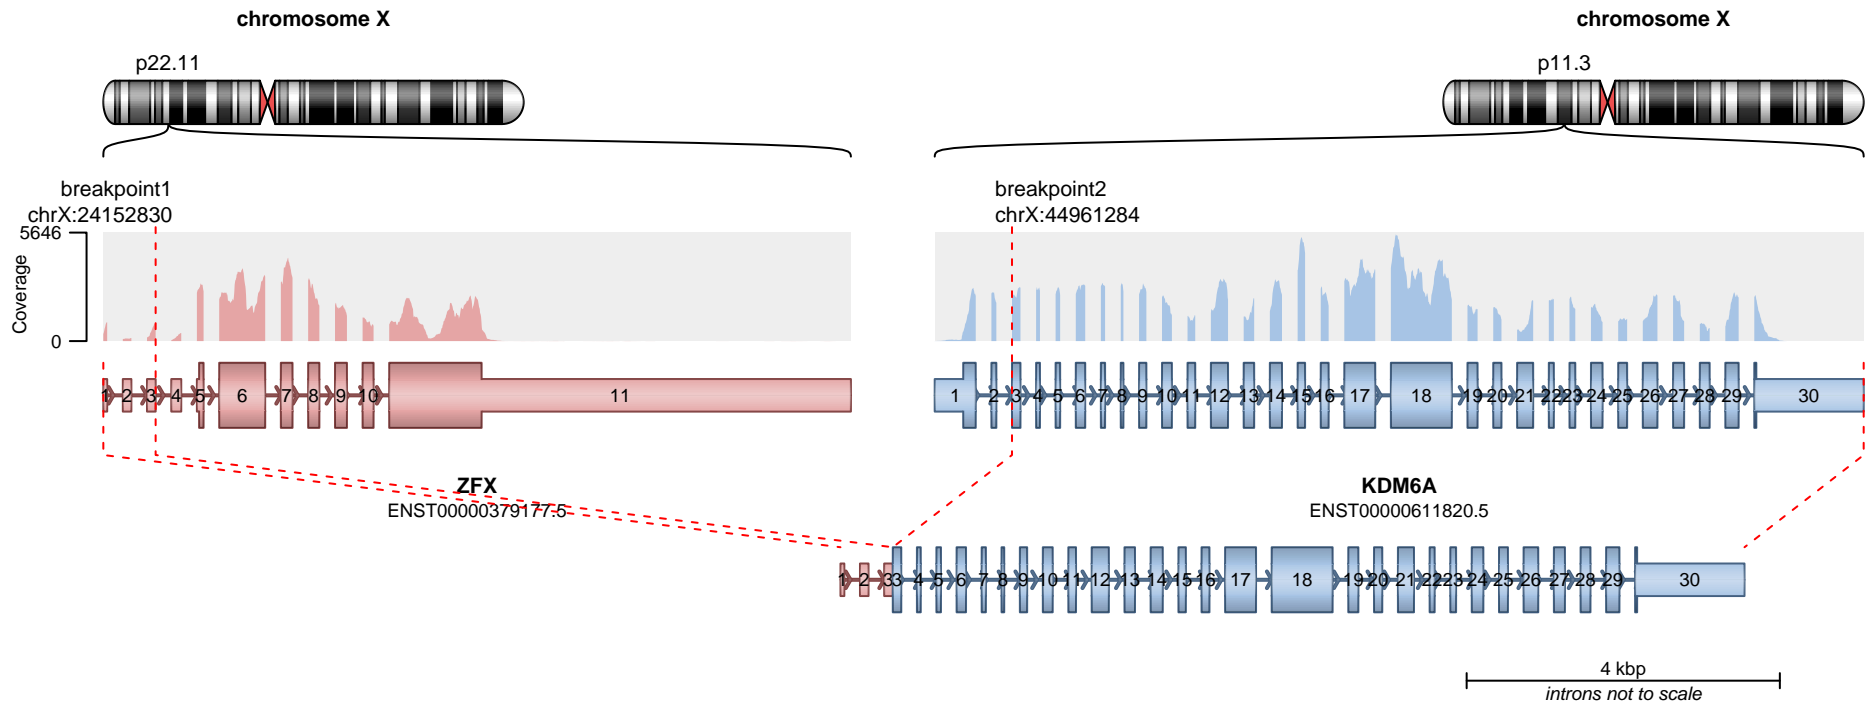 chromosome X
chromosome X
p22.11
p11.3
breakpoint1
chrX:24152830
breakpoint2
chrX:44961284
5646
Coverage
0
1 2 3 4 5 6 7 8 9 10 11
1 2 3 4 5 6 7 8 9 10 11 12 13 14 15 16 17 18 19 20 21 22 23 24 25 26 27 28 29 30
ZFX
ENST00000379177.5
KDM6A
ENST00000611820.5
1 2 3 3 4 5 6 7 8 9 10 11 12 13 14 15 16 17 18 19 20 21 22 23 24 25 26 27 28 29 30
4 kbp
introns not to scale